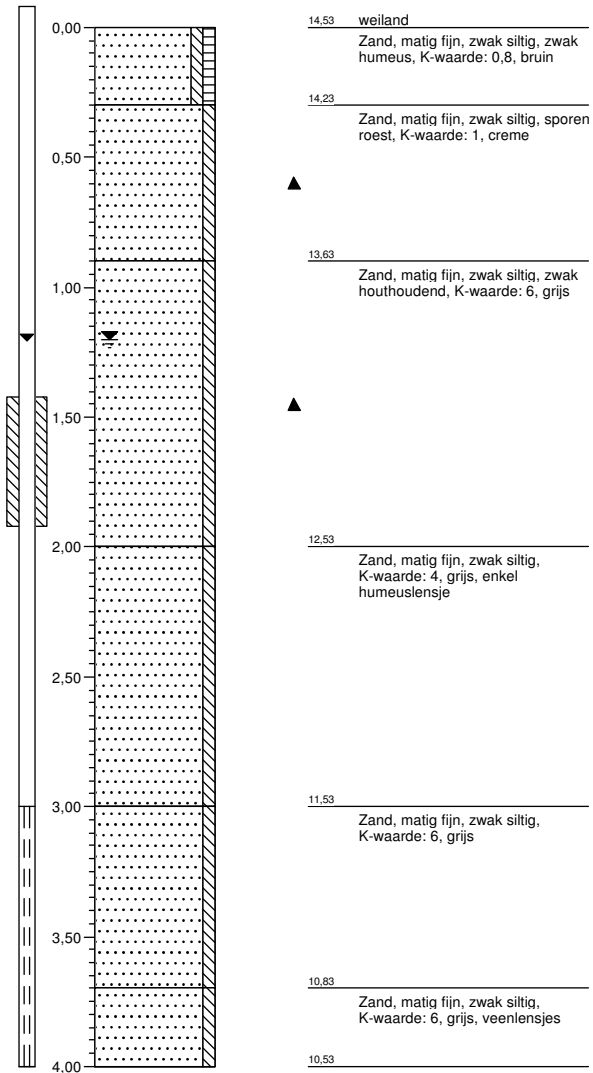 0,00
0,50
1,00
1,50
2,00
2,50
3,00
3,50
4,00
14,53 weiland
Zand, matig fijn, zwak siltig, zwak
humeus, K-waarde: 0,8, bruin
14,23
Zand, matig fijn, zwak siltig, sporen
roest, K-waarde: 1, creme
13,63
Zand, matig fijn, zwak siltig, zwak
houthoudend, K-waarde: 6, grijs
12,53
Zand, matig fijn, zwak siltig,
K-waarde: 4, grijs, enkel
humeuslensje
11,53
Zand, matig fijn, zwak siltig,
K-waarde: 6, grijs
10,83
Zand, matig fijn, zwak siltig,
K-waarde: 6, grijs, veenlensjes
10,53